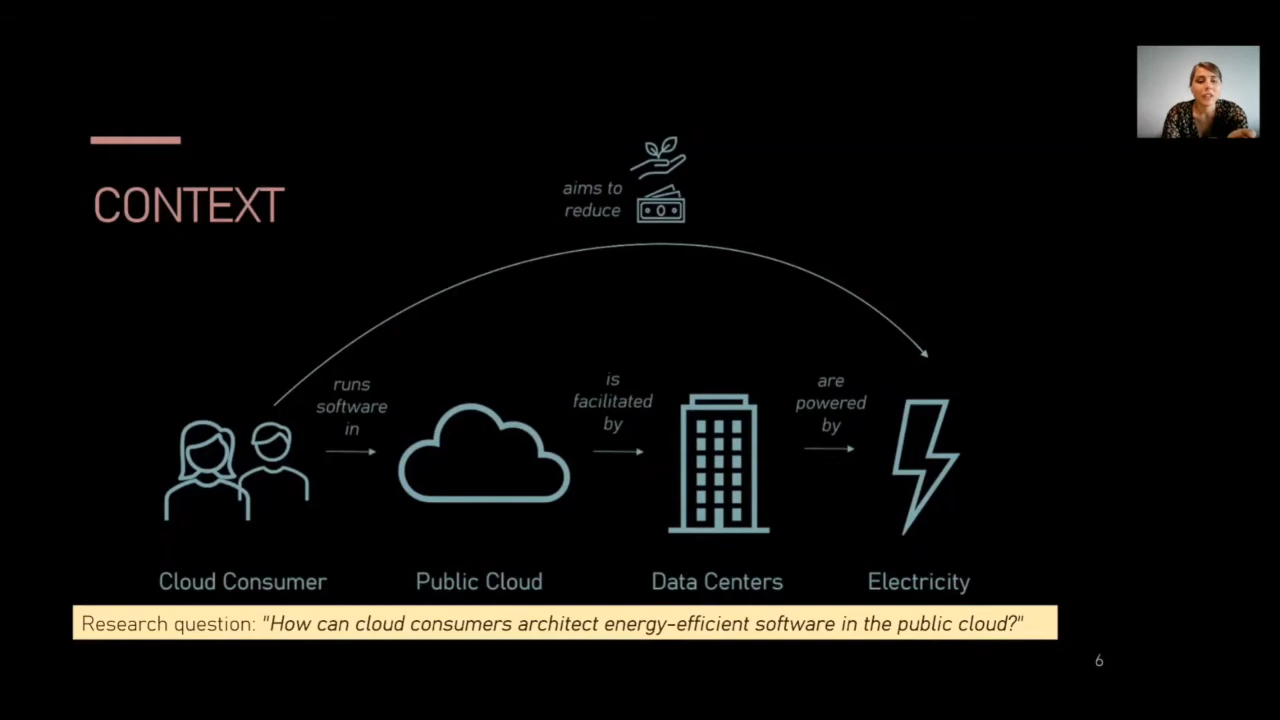 CONTEXT
aims to
reduce
runs
software
in
is
facilitated
by
are
powered
by
Cloud Consumer
Public Cloud
Data Centers
Electricity
Research question: "How can cloud consumers architect energy-efficient software in the public cloud?"
6